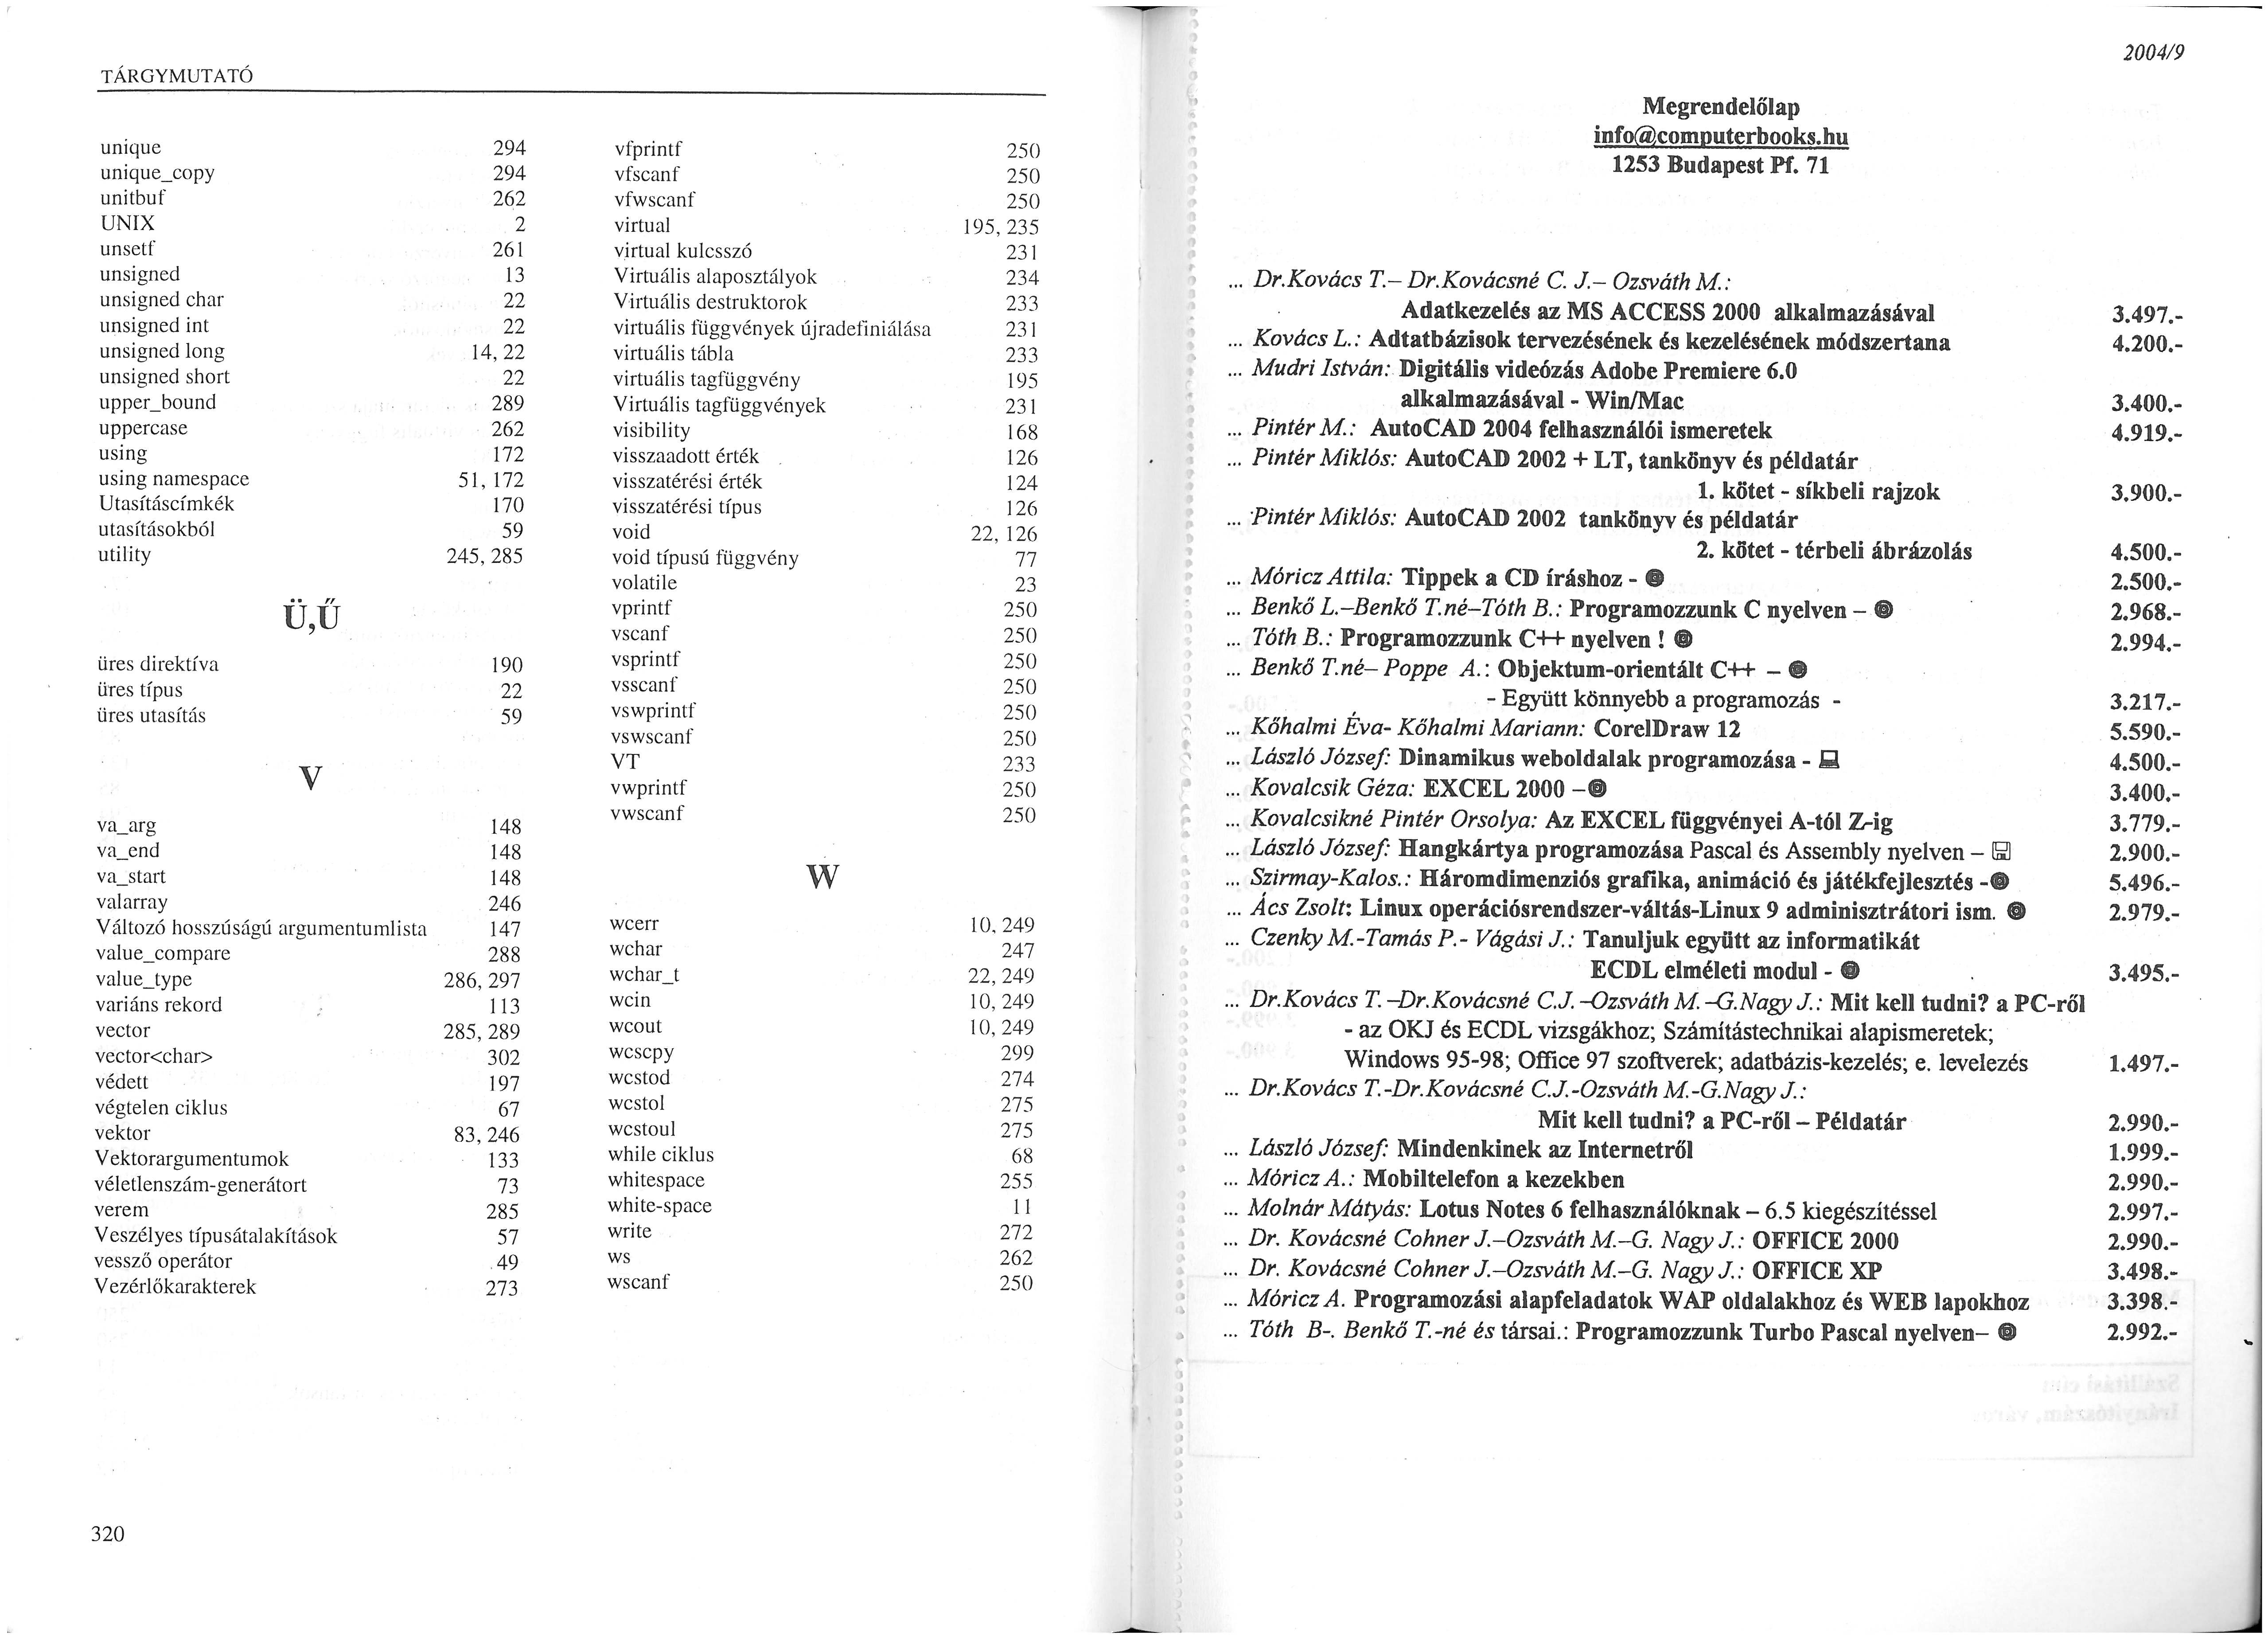 TÁRGYMUTATÓ
unique 294
unique_copy 294
unitbuf 262
UNIX 2
unsetf 261
unsigned 13
unsigned char 22
unsigned int 22
unsigned long 14, 22
unsigned short 22
upper_bound 289
uppercase 262
using 172
using namespace 51, 172
Utasításcímkék 170
utasításokból 59
utility 245, 285
Ü,Ű
üres direktíva 190
üres típus 22
üres utasítás 59
V
va_arg 148
va_end 148
va_start 148
valarray 246
Változó hosszúságú argumentumlista 147
value_compare 288
value_type 286, 297
variáns rekord 113
vector 285, 289
vector<char> 302
védett 197
végtelen ciklus 67
vektor 83, 246
Vektorargumentumok 133
véletlenszám-generátort 73
verem 285
Veszélyes típusátalakítások 57
vessző operátor 49
Vezérlőkarakterek 273
vfprintf 250
vfscanf 250
vfwscanf 250
virtual 195, 235
virtual kulcsszó 231
Virtuális alaposztályok 234
Virtuális destruktorok 233
virtuális függvények újradefiniálása 231
virtuális tábla 233
virtuális tagfüggvény 195
Virtuális tagfüggvények 231
visibility 168
visszaadott érték 126
visszatérési érték 124
visszatérési típus 126
void 22, 126
void típusú függvény 77
volatile 23
vprintf 250
vscanf 250
vsprintf 250
vsscanf 250
vswprintf 250
vswscanf 250
VT 233
vwprintf 250
vwscanf 250
W
wcerr 10, 249
wchar 247
wchar_t 22, 249
wcin 10, 249
wcout 10, 249
wcscpy 299
wcstod 274
wcstol 275
wcstoul 275
while ciklus 68
whitespace 255
white-space 11
write 272
ws 262
wscanf 250
320
2004/9
Megrendelőlap
info@computerbooks.hu
1253 Budapest Pf. 71
... Dr.Kovács T.– Dr.Kovácsné C. J.– Ozsváth M.:
Adatkezelés az MS ACCESS 2000 alkalmazásával 3.497.-
... Kovács L.: Adtatbázisok tervezésének és kezelésének módszertana 4.200.-
... Mudri István: Digitális videózás Adobe Premiere 6.0
alkalmazásával - Win/Mac 3.400.-
... Pintér M.: AutoCAD 2004 felhasználói ismeretek 4.919.-
... Pintér Miklós: AutoCAD 2002 + LT, tankönyv és példatár
1. kötet - síkbeli rajzok 3.900.-
... Pintér Miklós: AutoCAD 2002 tankönyv és példatár
2. kötet - térbeli ábrázolás 4.500.-
... Móricz Attila: Tippek a CD íráshoz - 2.500.-
... Benkő L.–Benkő T.né–Tóth B.: Programozzunk C nyelven – 2.968.-
... Tóth B.: Programozzunk C++ nyelven ! 2.994.-
... Benkő T.né– Poppe A.: Objektum-orientált C++ –
- Együtt könnyebb a programozás - 3.217.-
... Kőhalmi Éva- Kőhalmi Mariann: CorelDraw 12 5.590.-
... László József: Dinamikus weboldalak programozása - 4.500.-
... Kovalcsik Géza: EXCEL 2000 – 3.400.-
... Kovalcsikné Pintér Orsolya: Az EXCEL függvényei A-tól Z-ig 3.779.-
... László József: Hangkártya programozása Pascal és Assembly nyelven – 2.900.-
... Szirmay-Kalos.: Háromdimenziós grafika, animáció és játékfejlesztés - 5.496.-
... Ács Zsolt: Linux operációsrendszer-váltás-Linux 9 adminisztrátori ism. 2.979.-
... Czenky M.-Tamás P.- Vágási J.: Tanuljuk együtt az informatikát
ECDL elméleti modul - 3.495.-
... Dr.Kovács T. –Dr.Kovácsné C.J. –Ozsváth M. –G.Nagy J.: Mit kell tudni? a PC-ről
- az OKJ és ECDL vizsgákhoz; Számítástechnikai alapismeretek;
Windows 95-98; Office 97 szoftverek; adatbázis-kezelés; e. levelezés 1.497.-
... Dr.Kovács T.-Dr.Kovácsné C.J.-Ozsváth M.-G.Nagy J.:
Mit kell tudni? a PC-ről – Példatár 2.990.-
... László József: Mindenkinek az Internetről 1.999.-
... Móricz A.: Mobiltelefon a kezekben 2.990.-
... Molnár Mátyás: Lotus Notes 6 felhasználóknak – 6.5 kiegészítéssel 2.997.-
... Dr. Kovácsné Cohner J.–Ozsváth M.–G. Nagy J.: OFFICE 2000 2.990.-
... Dr. Kovácsné Cohner J.–Ozsváth M.–G. Nagy J.: OFFICE XP 3.498.-
... Móricz A. Programozási alapfeladatok WAP oldalakhoz és WEB lapokhoz 3.398.-
... Tóth B-. Benkő T.-né és társai.: Programozzunk Turbo Pascal nyelven– 2.992.-